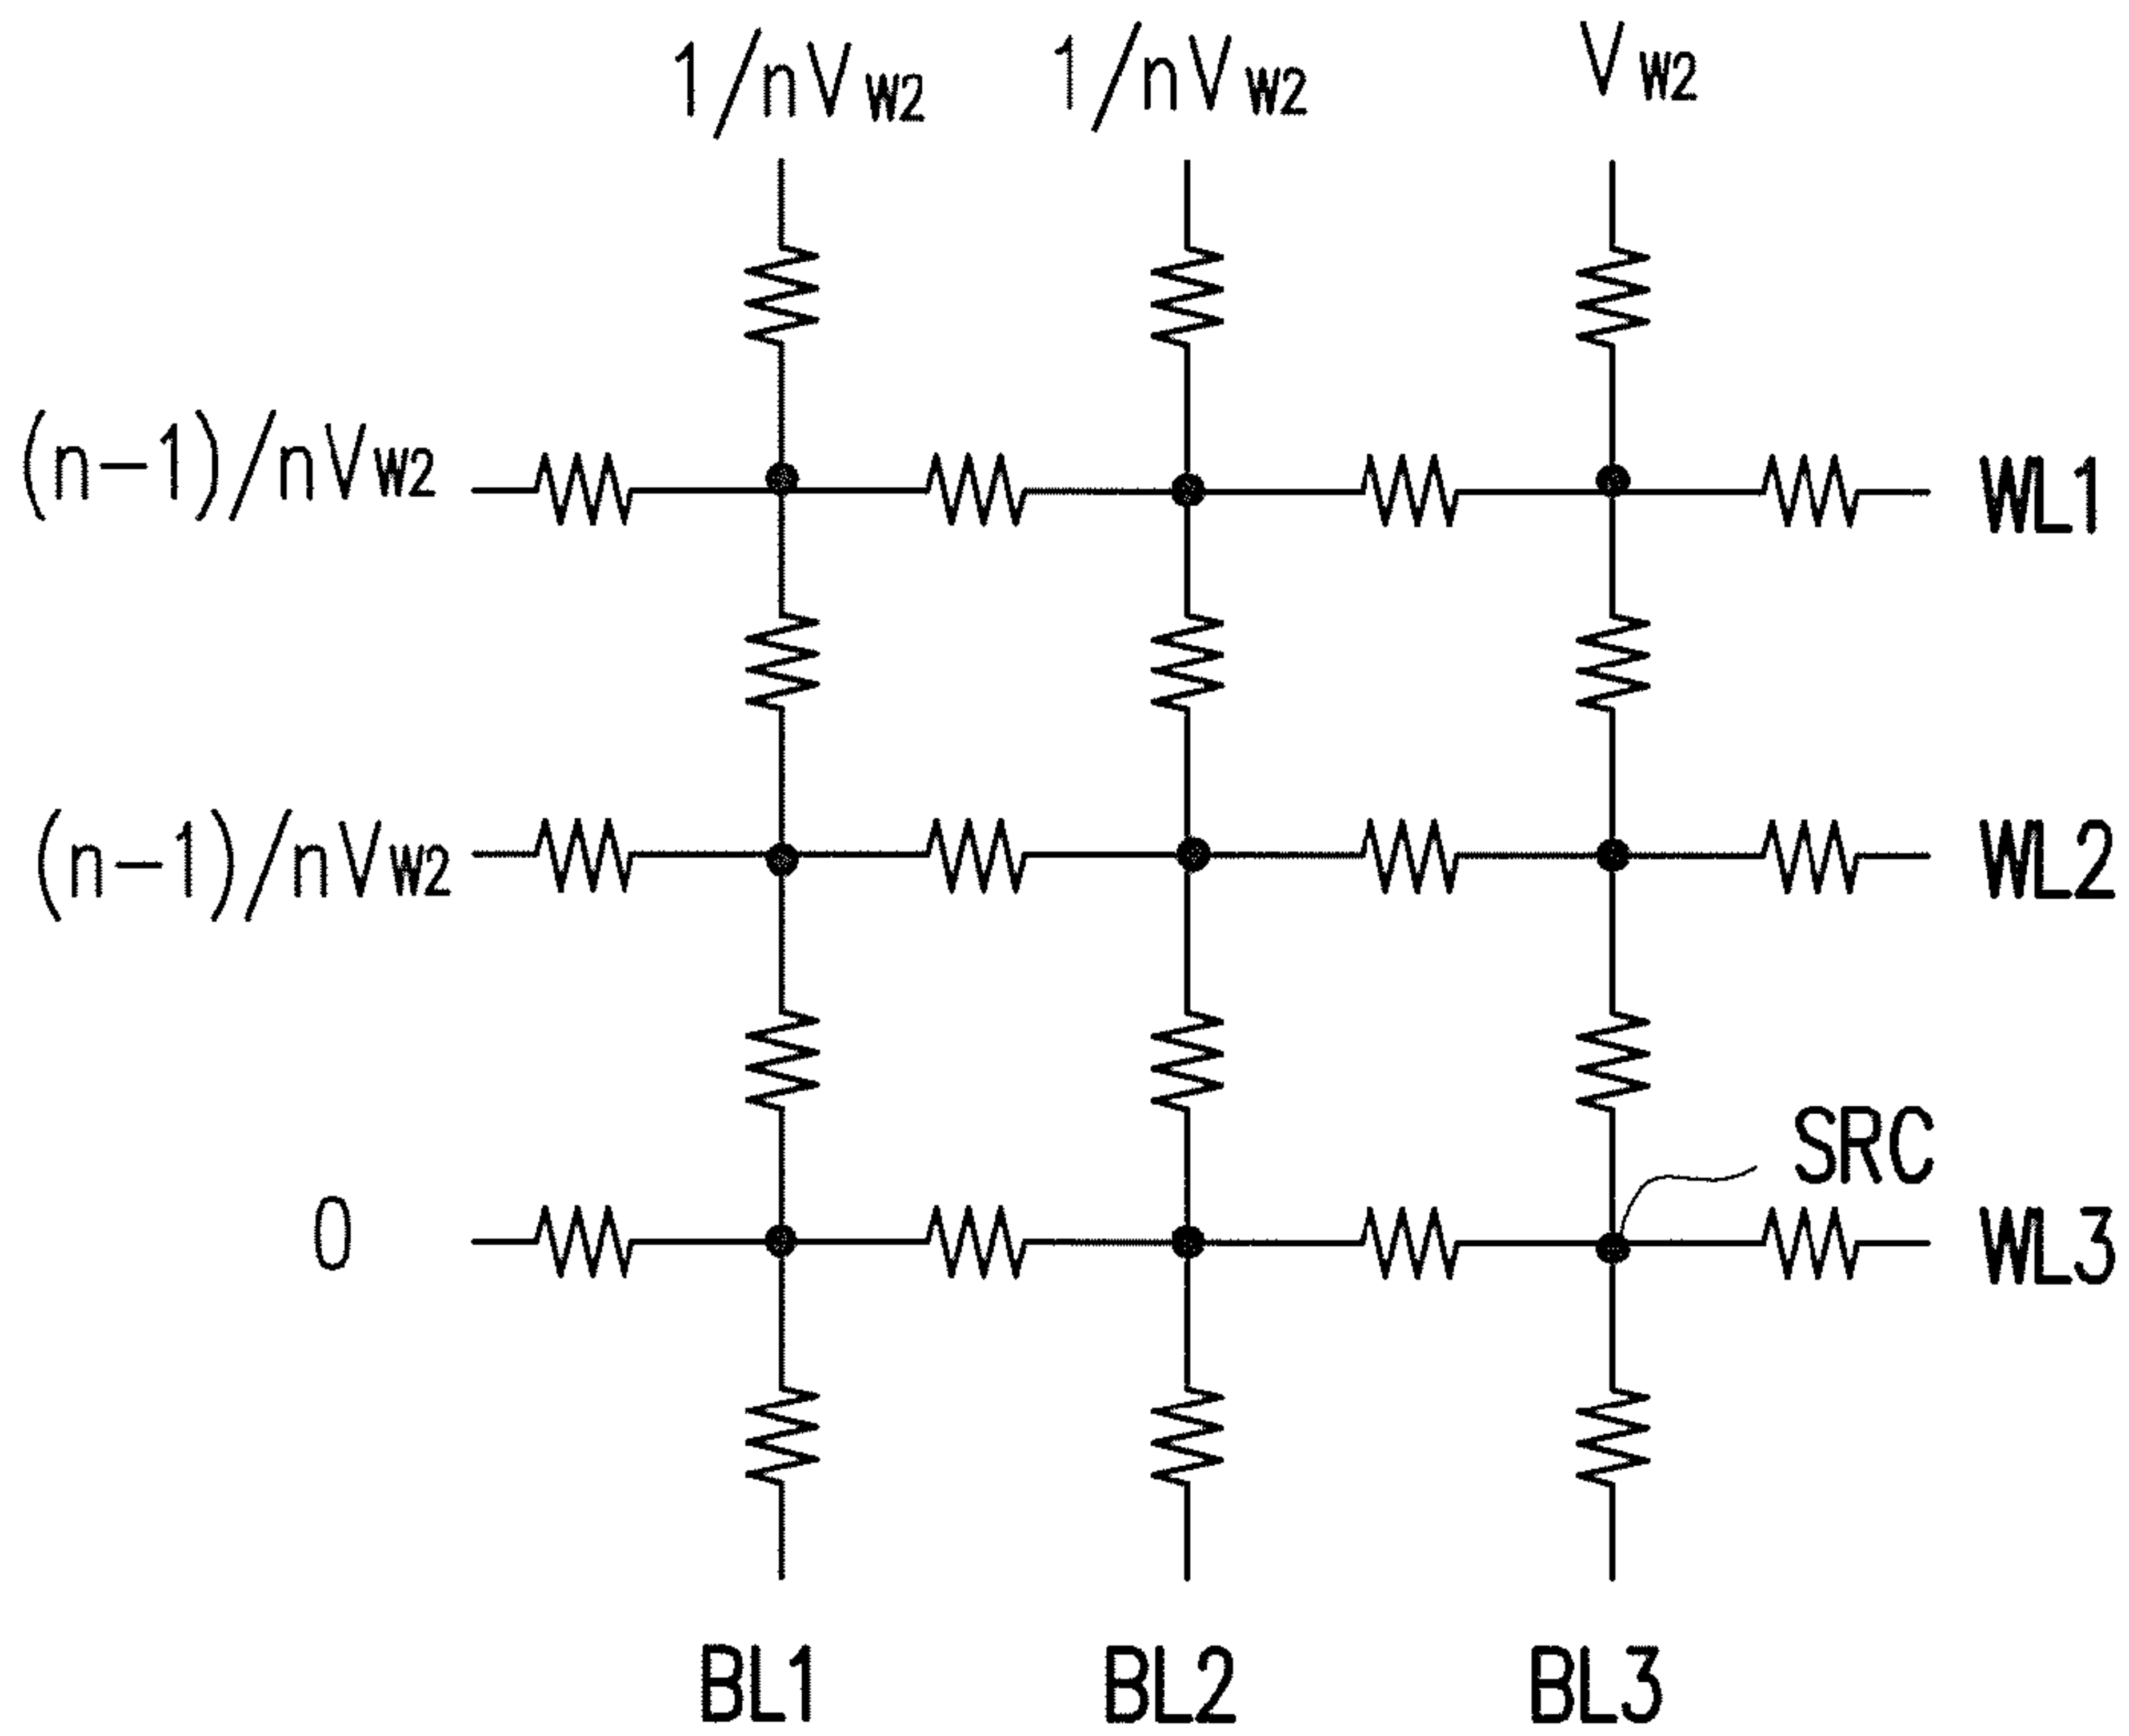 1/nVW2 1/nVW2 VW2
(n-1)/nVW2 WL1
(n-1)/nVW2 WL2
SRC
0 WL3
BL1 BL2 BL3